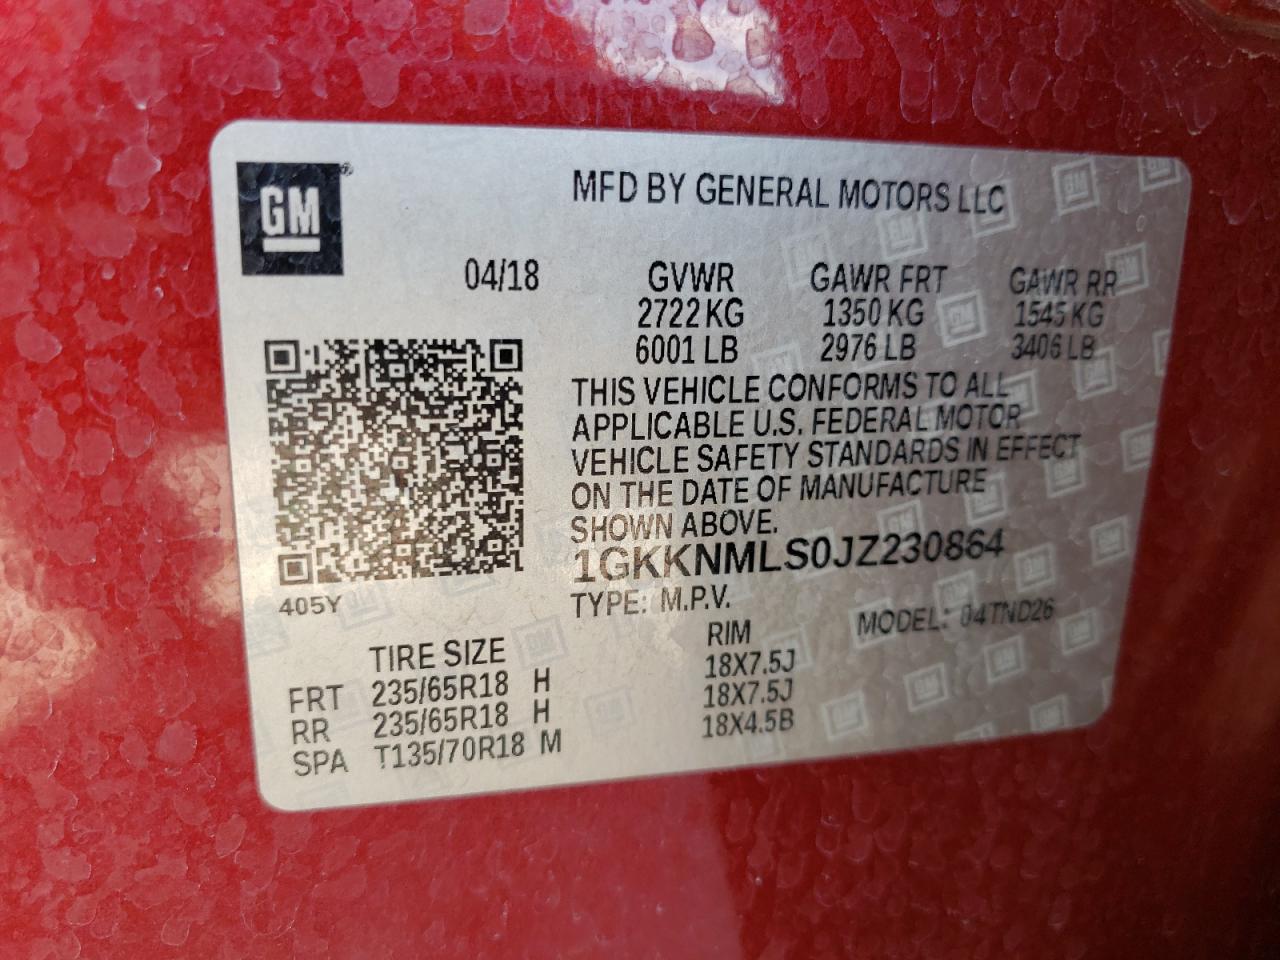 GM
MFD BY GENERAL MOTORS LLC
04/18
GVWR GAWR FRT GAWR RR
2722 KG 1350 KG 1545 KG
6001 LB 2976 LB 3406 LB
THIS VEHICLE CONFORMS TO ALL
APPLICABLE U.S. FEDERAL MOTOR
VEHICLE SAFETY STANDARDS IN EFFECT
ON THE DATE OF MANUFACTURE
SHOWN ABOVE.
1GKKNMLS0JZ230864
405Y
TYPE: M.P.V. MODEL: 04TND26
TIRE SIZE RIM
FRT 235/65R18 H 18X7.5J
RR 235/65R18 H 18X7.5J
SPA T135/70R18 M 18X4.5B